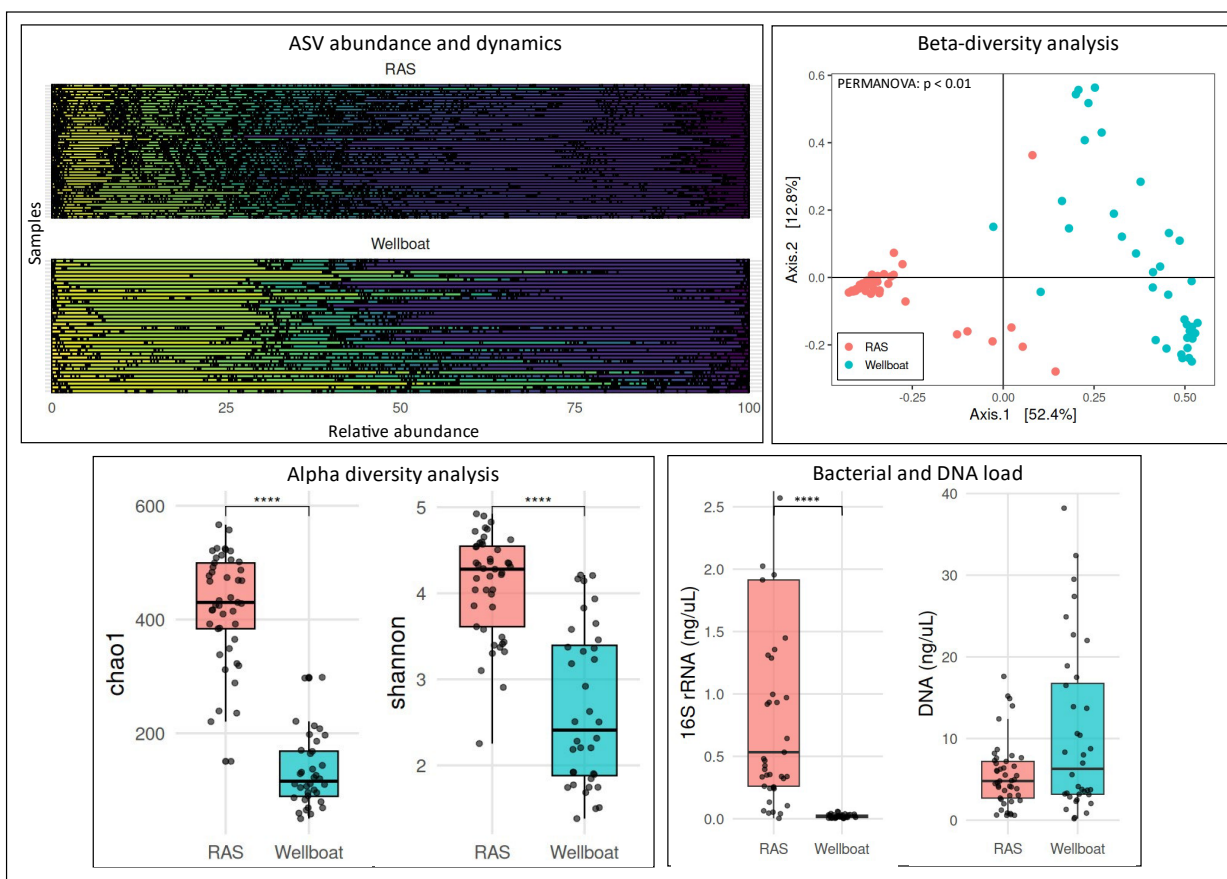 ASV abundance and dynamics
RAS
Samples
Wellboat
0 25 50 75 100
Relative abundance
Beta-diversity analysis
PERMANOVA: p < 0.01
0.6
0.4
0.2
0.0
-0.2
Axis.2 [12.8%]
RAS
Wellboat
-0.25 0.00 0.25 0.50
Axis.1 [52.4%]
Alpha diversity analysis
600
400
200
chao1
****
RAS Wellboat
5
4
3
2
shannon
****
RAS Wellboat
Bacterial and DNA load
2.5
2.0
1.5
1.0
0.5
0.0
16S rRNA (ng/uL)
****
RAS Wellboat
40
30
20
10
0
DNA (ng/uL)
RAS Wellboat